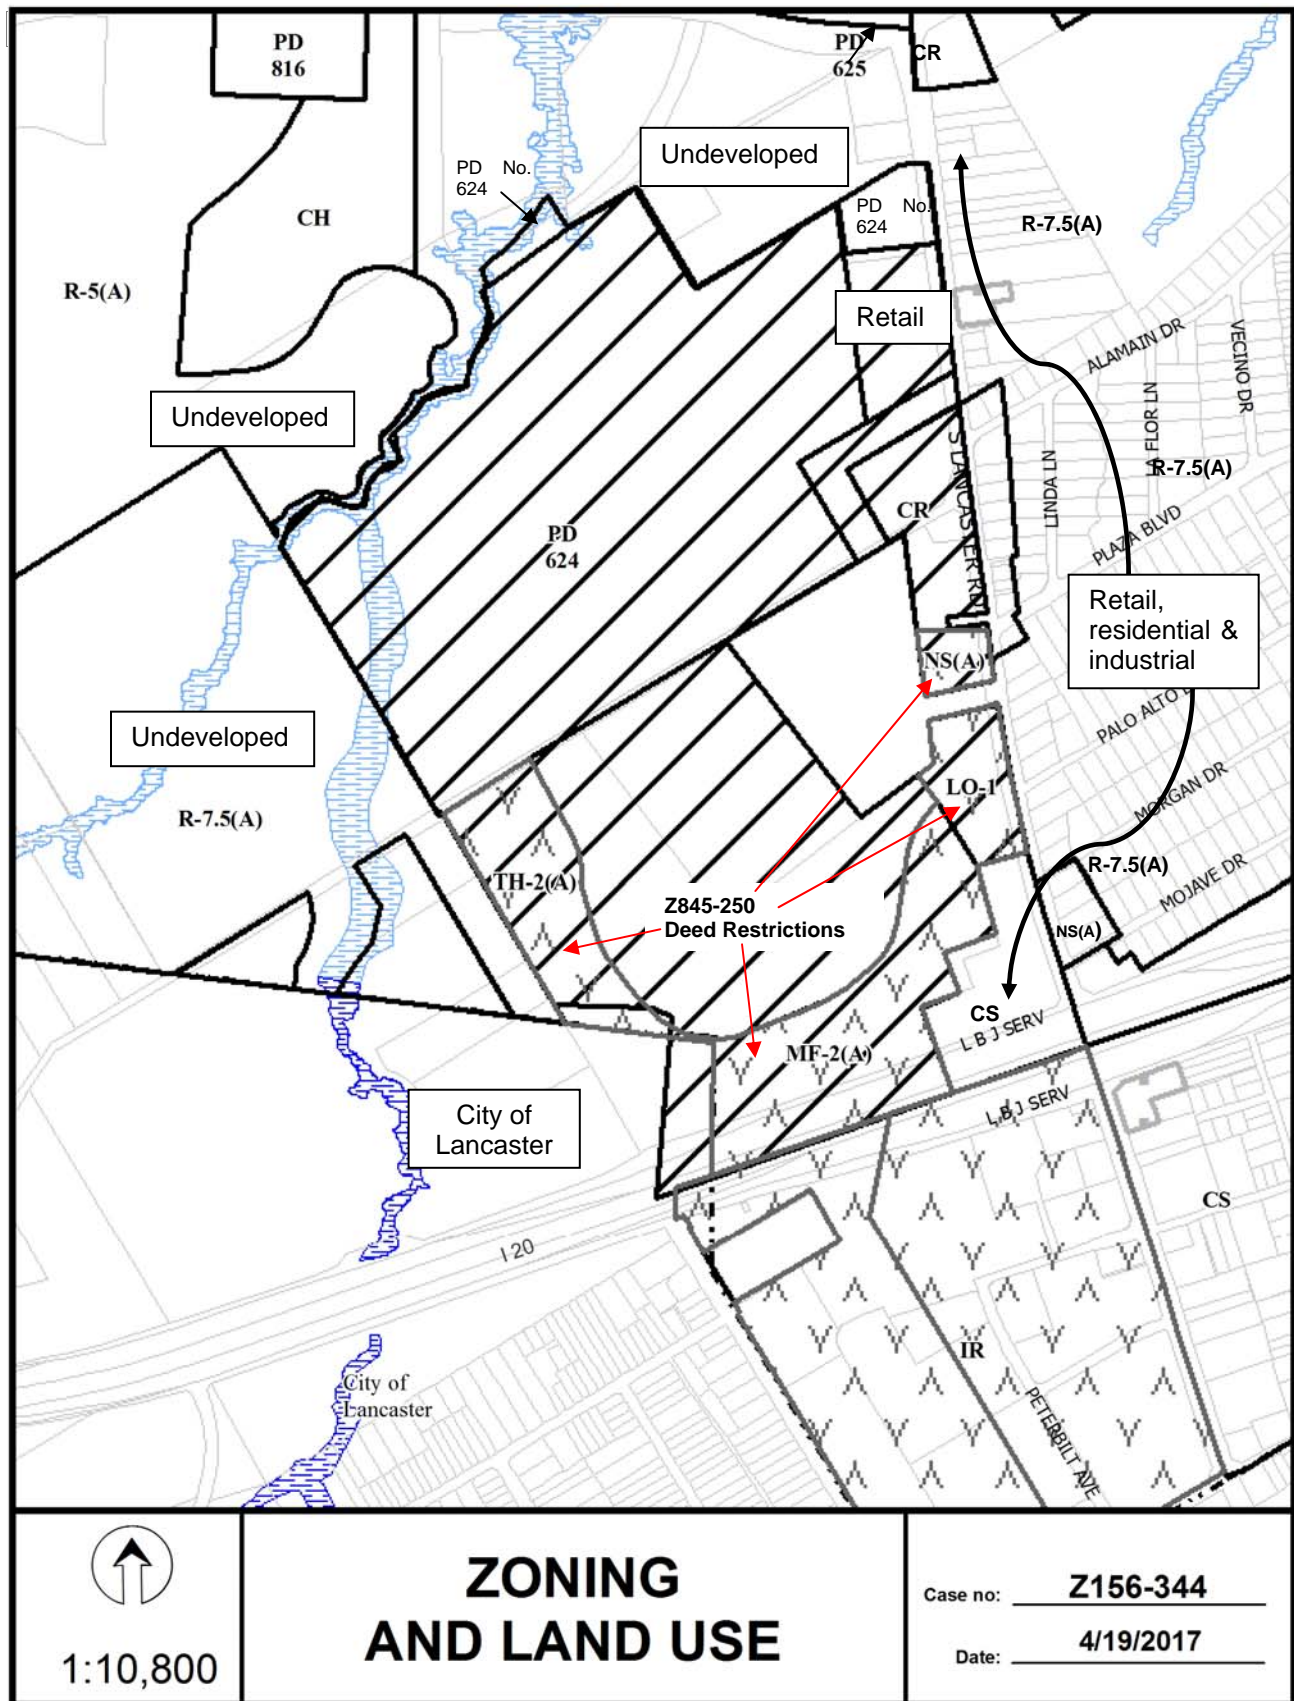 PD
816
PD
625
CR
Undeveloped
PD No.
624
CH
PD No.
624
R-7.5(A)
R-5(A)
Retail
ALAMAIN DR
VECINO DR
Undeveloped
FLOR LN
R-7.5(A)
S LANCASTER RD
LINDA LN
CR
PLAZA BLVD
PD
624
Retail,
residential &
industrial
NS(A)
PALO ALTO
Undeveloped
LO-1
MORGAN DR
R-7.5(A)
R-7.5(A)
TH-2(A)
MOJAVE DR
Z845-250
Deed Restrictions
NS(A)
CS
L B J SERV
MF-2(A)
L B J SERV
City of
Lancaster
CS
I 20
IR
City of
Lancaster
PETERBILT AVE
1:10,800
ZONING
AND LAND USE
Case no: Z156-344
Date: 4/19/2017